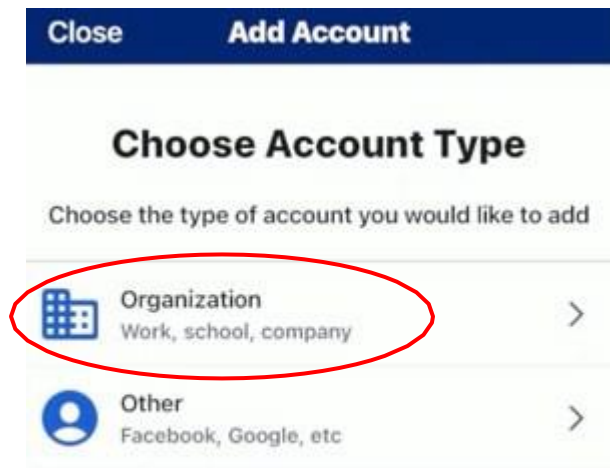 Close Add Account
Choose Account Type
Choose the type of account you would like to add
Organization
Work, school, company
Other
Facebook, Google, etc